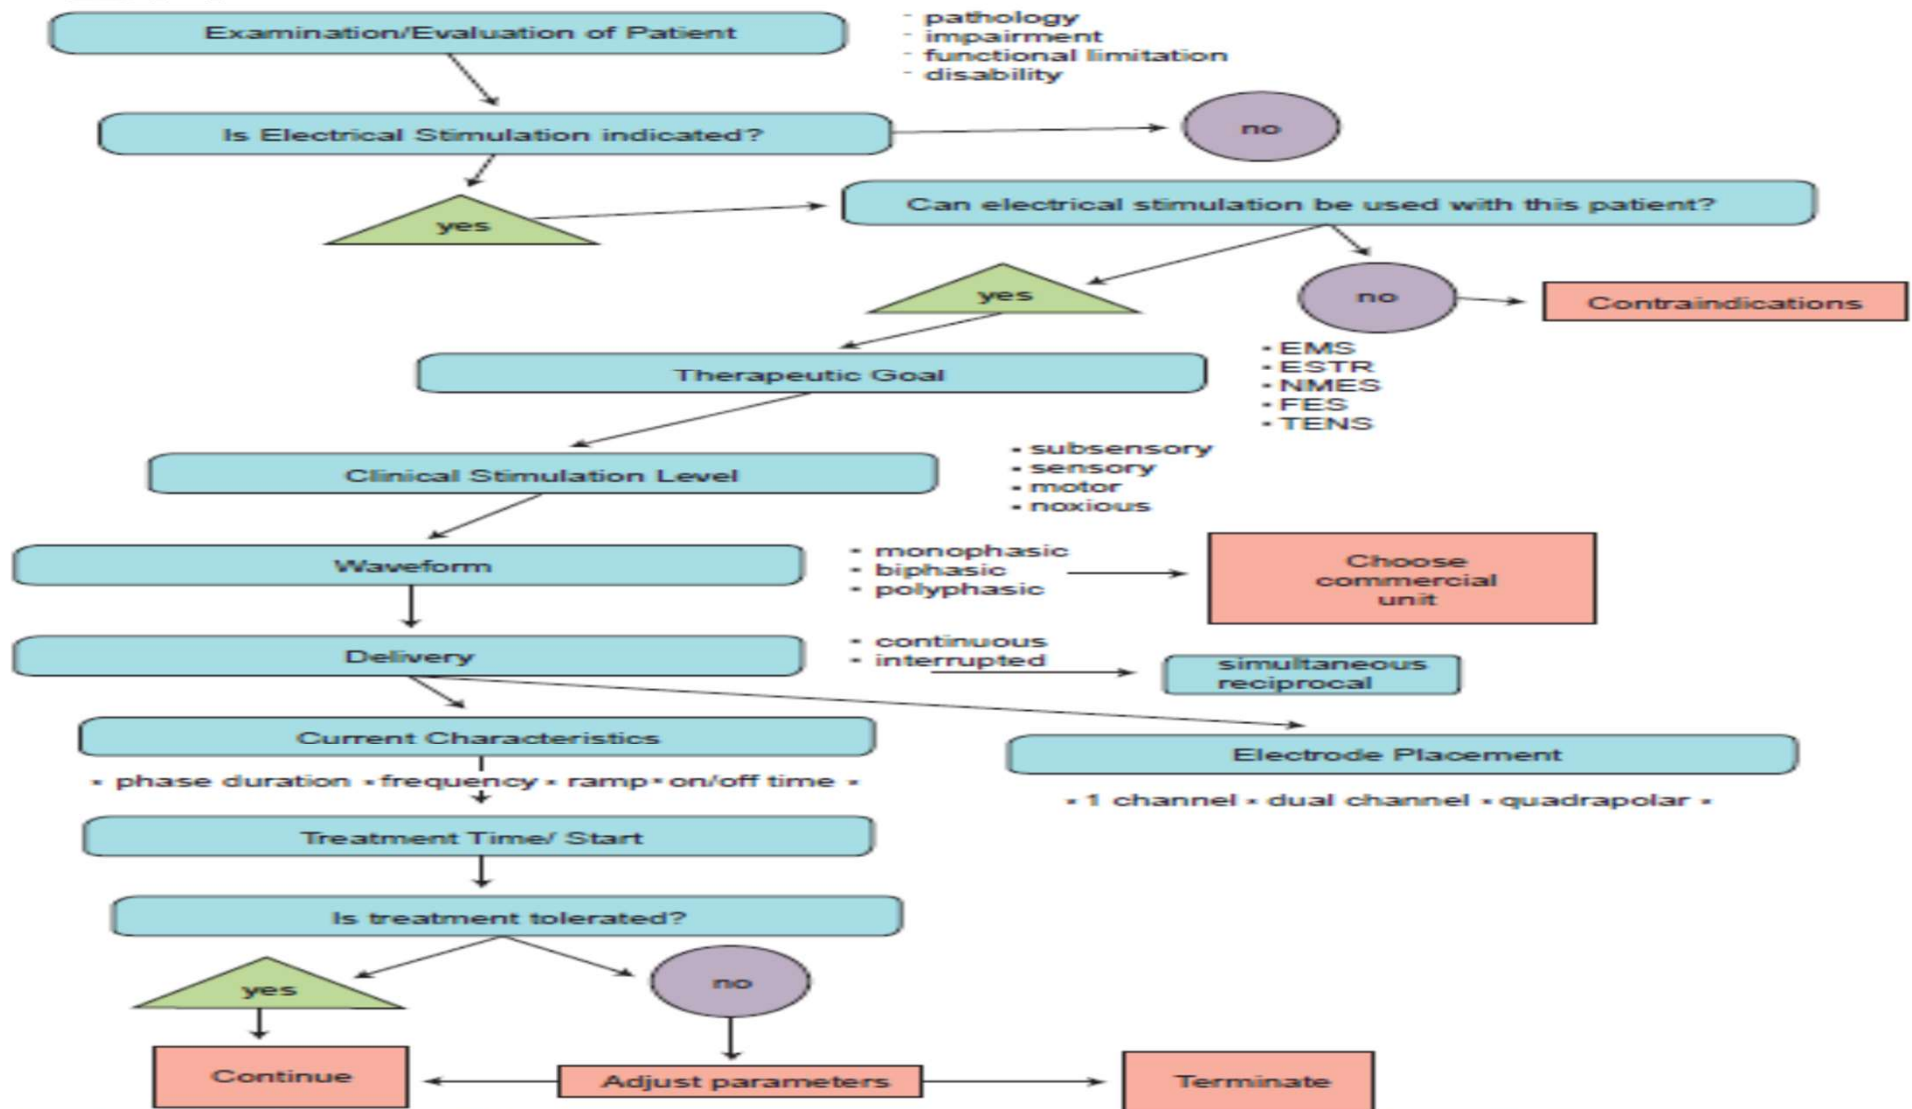 Examination/Evaluation of Patient
- pathology
- impairment
- functional limitation
- disability
Is Electrical Stimulation indicated?
no
yes
Can electrical stimulation be used with this patient?
yes
no
Contraindications
Therapeutic Goal
▪ EMS
▪ ESTR
▪ NMES
▪ FES
▪ TENS
Clinical Stimulation Level
▪ subsensory
▪ sensory
▪ motor
▪ noxious
Waveform
▪ monophasic
▪ biphasic
▪ polyphasic
Choose
commercial
unit
Delivery
▪ continuous
▪ interrupted
simultaneous
reciprocal
Current Characteristics
▪ phase duration ▪ frequency ▪ ramp ▪ on/off time ▪
Electrode Placement
▪ 1 channel ▪ dual channel ▪ quadrapolar ▪
Treatment Time/ Start
Is treatment tolerated?
yes
no
Continue
Adjust parameters
Terminate